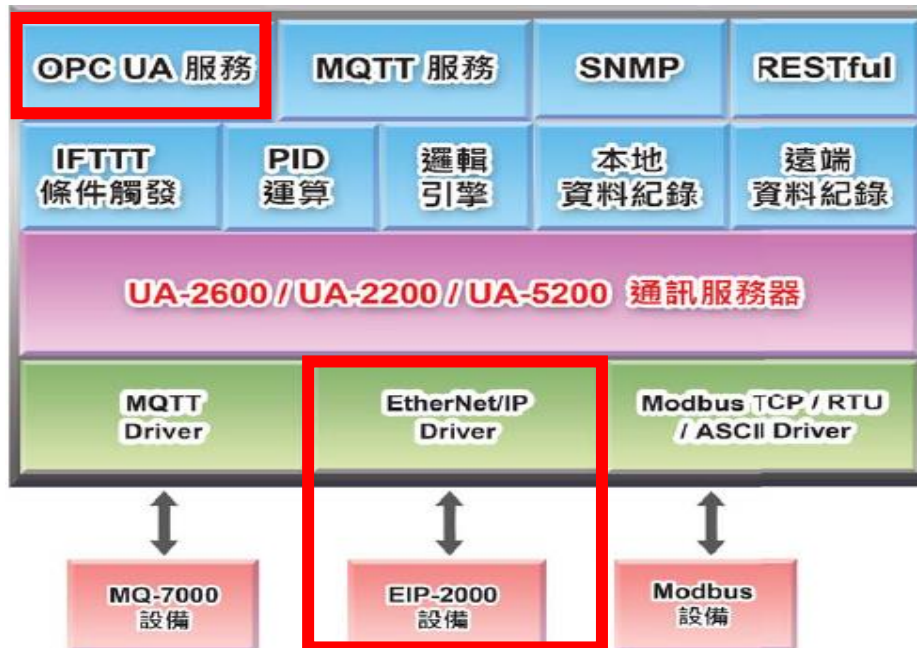 OPC UA 服務
MQTT 服務
SNMP
RESTful
IFTTT
條件觸發
PID
運算
邏輯
引擎
本地
資料紀錄
遠端
資料紀錄
UA-2600 / UA-2200 / UA-5200 通訊服務器
MQTT
Driver
EtherNet/IP
Driver
Modbus TCP / RTU
/ ASCII Driver
MQ-7000
設備
EIP-2000
設備
Modbus
設備